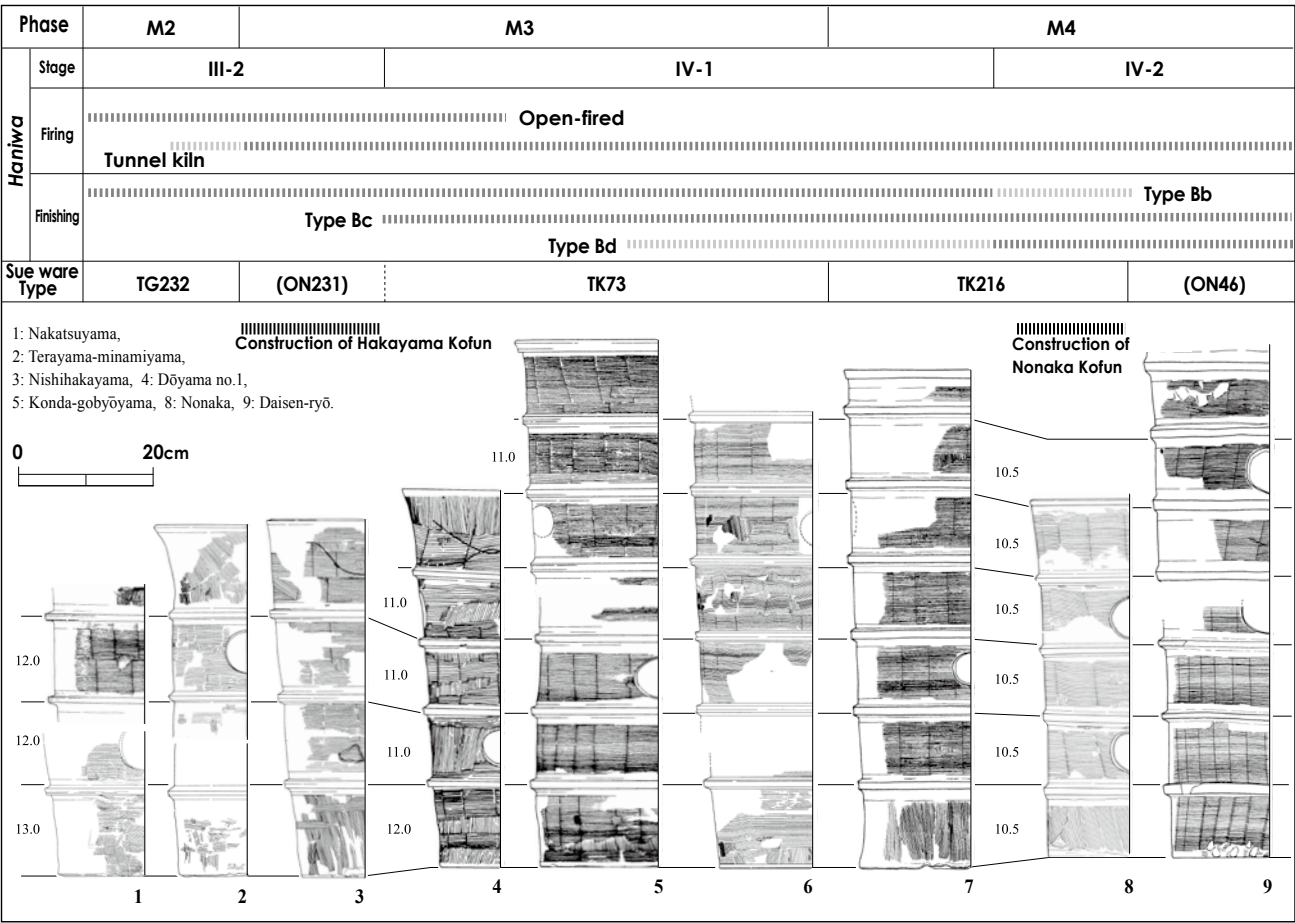 Phase M2 M3 M4
Haniwa
Stage III-2 IV-1 IV-2
Firing
Open-fired
Tunnel kiln
Finishing
Type Bb
Type Bc
Type Bd
Sue ware
Type
TG232 (ON231) TK73 TK216 (ON46)
1: Nakatsuyama,
2: Terayama-minamiyama,
3: Nishihakayama, 4: Dōyama no.1,
5: Konda-gobyōyama, 8: Nonaka, 9: Daisen-ryō.
Construction of Hakayama Kofun
Construction of
Nonaka Kofun
0 20cm
12.0
12.0
13.0
11.0
11.0
11.0
11.0
12.0
10.5
10.5
10.5
10.5
10.5
10.5
1 2 3 4 5 6 7 8 9